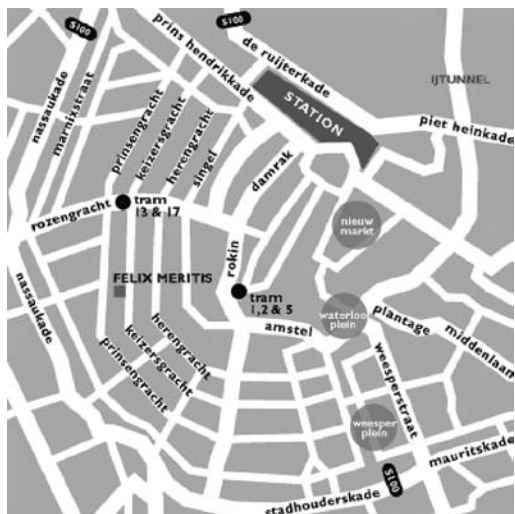 S100
S100
prins hendrikkade
de ruijterkade
IJTUNNEL
nassaukade
marnixstraat
STATION
piet heinkade
prinsengracht
keizersgracht
herengracht
singel
damrak
rozengracht
tram
13 & 17
nieuw
markt
rokin
FELIX MERITIS
nassaukade
tram
1, 2 & 5
waterloo
plein
plantage
middenlaan
amstel
herengracht
keizersgracht
prinsengracht
weesperstraat
weesper
plein
mauritskade
S100
stadhouderskade